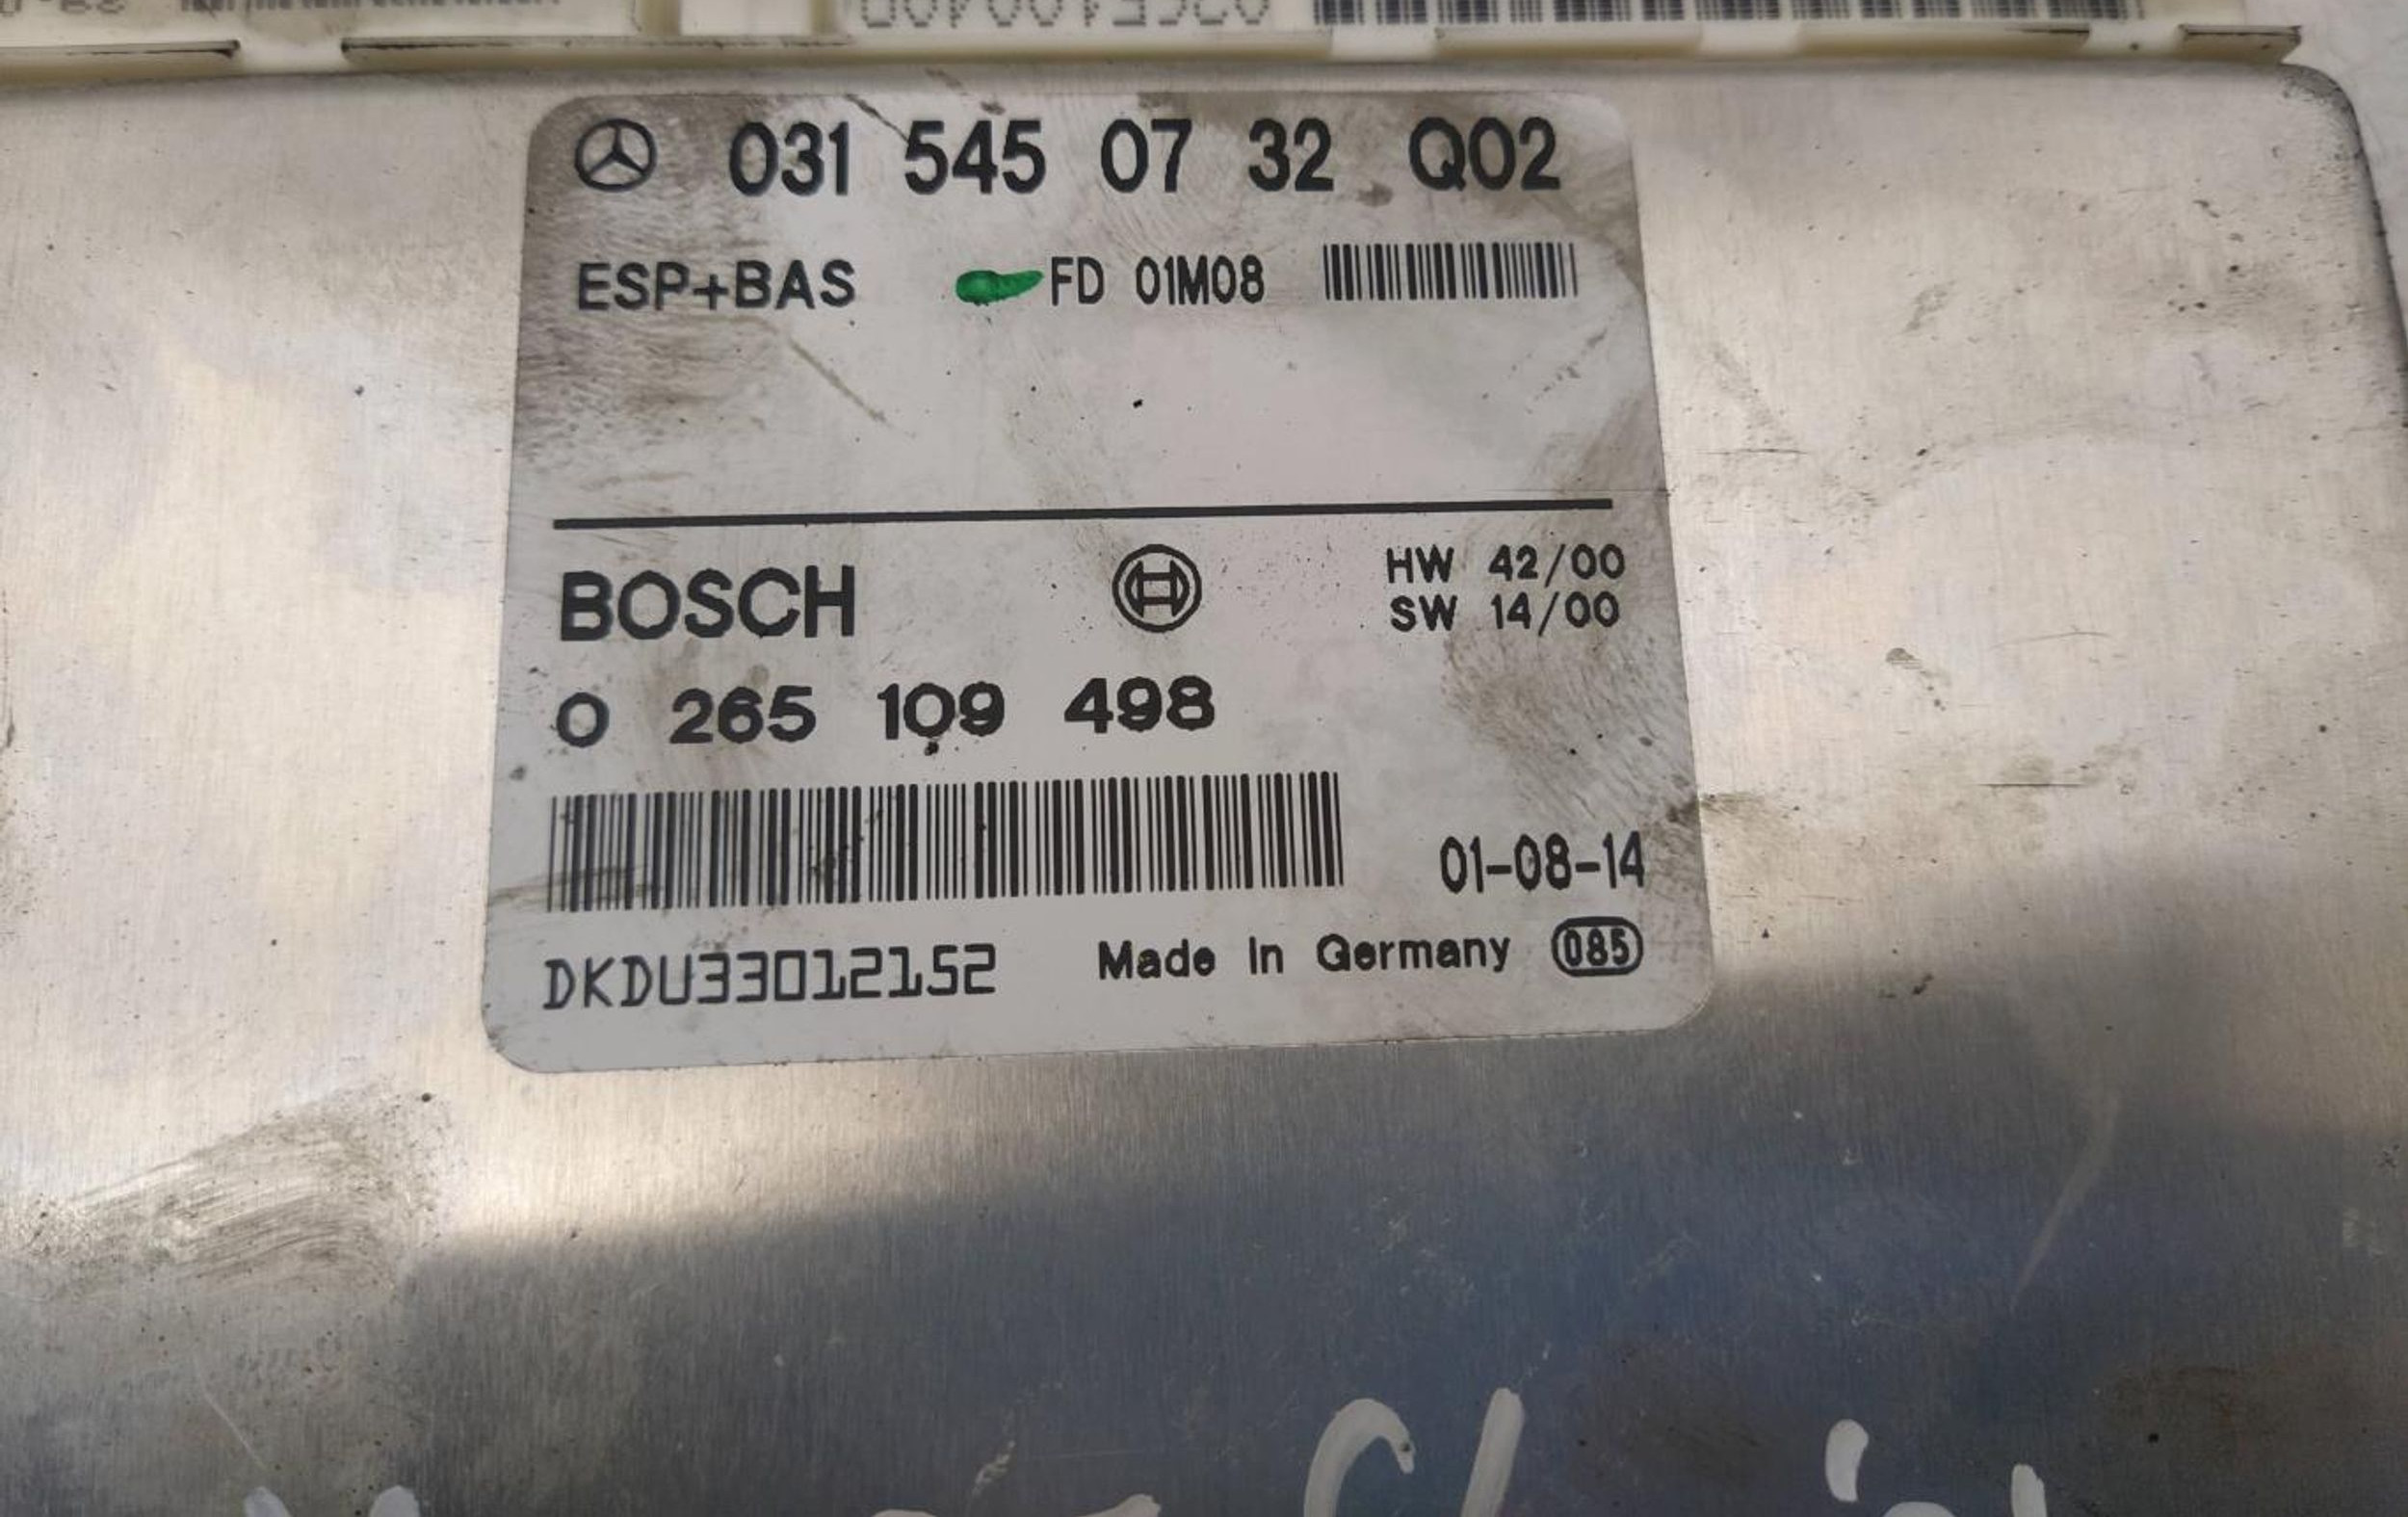 031 545 07 32 Q02
ESP+BAS FD 01M08
BOSCH HW 42/00
SW 14/00
0 265 109 498
01-08-14
DKDU33012152 Made In Germany 085